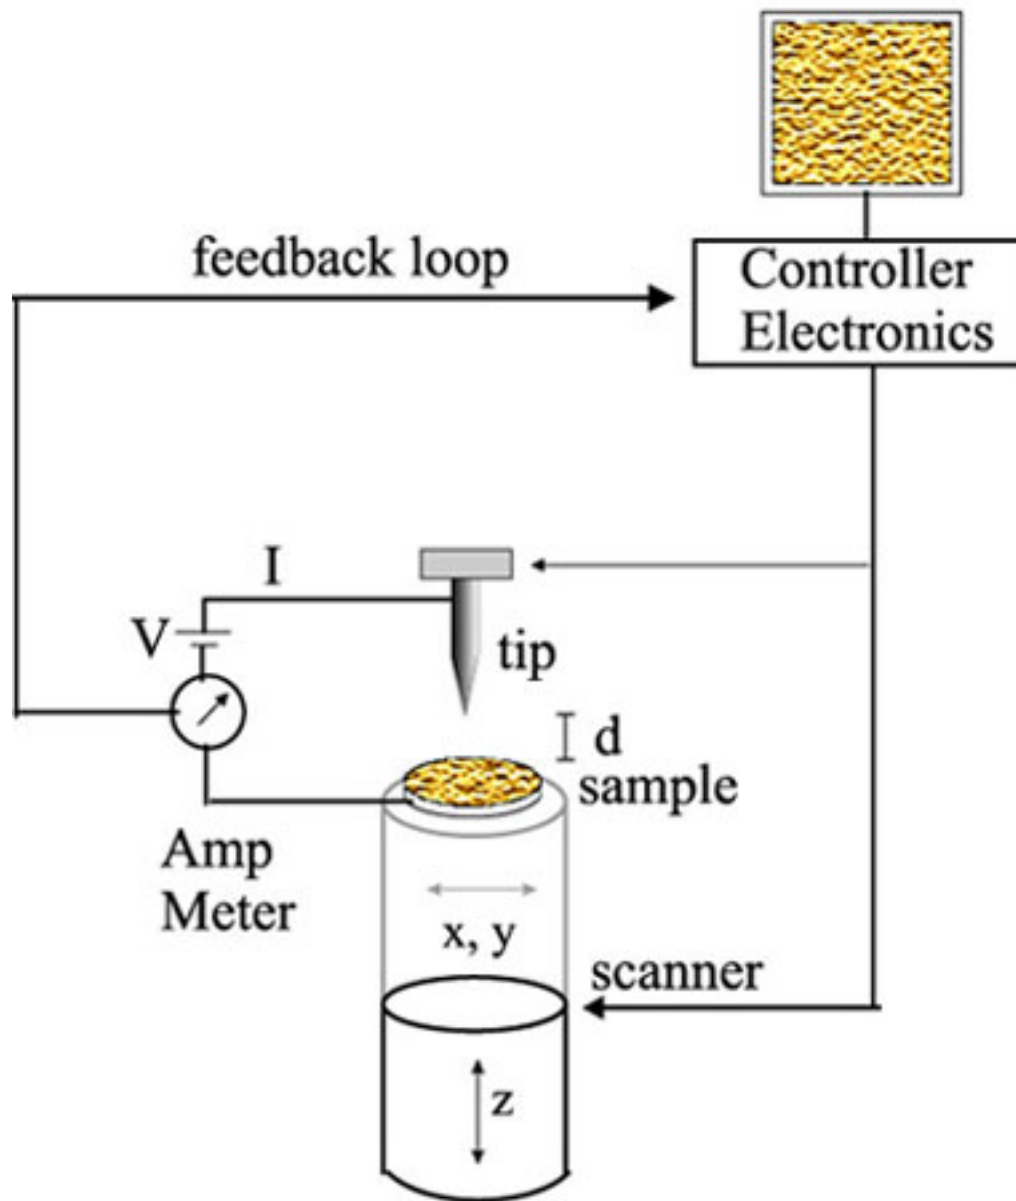 feedback loop
Controller
Electronics
I
V
tip
d
sample
Amp
Meter
x, y
scanner
z